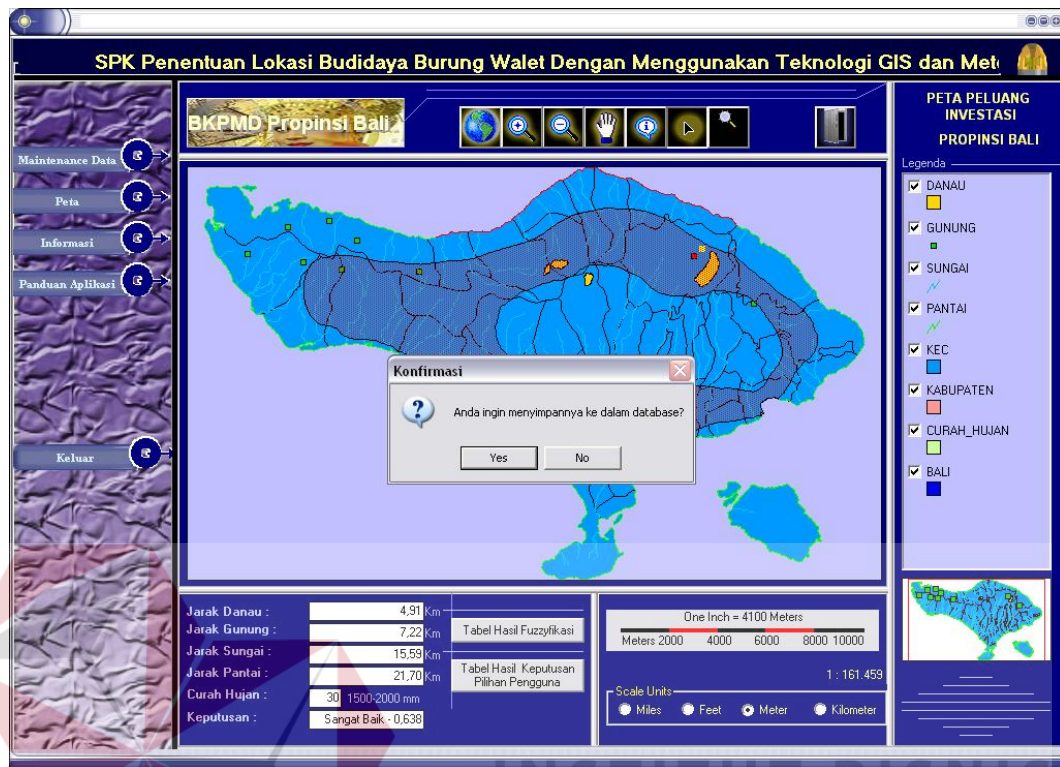 SPK Penentuan Lokasi Budidaya Burung Walet Dengan Menggunakan Teknologi GIS dan Met
BKPMD Propinsi Bali
Maintenance Data
Peta
Informasi
Panduan Aplikasi
Keluar
PETA PELUANG
INVESTASI
PROPINSI BALI
Legenda
DANAU
GUNUNG
SUNGAI
PANTAI
KEC
KABUPATEN
CURAH_HUJAN
BALI
Konfirmasi
Anda ingin menyimpannya ke dalam database?
Yes No
Jarak Danau : 4,91 Km
Jarak Gunung : 7,22 Km
Jarak Sungai : 15,59 Km
Jarak Pantai : 21,70 Km
Curah Hujan : 30 1500-2000 mm
Keputusan : Sangat Baik - 0,638
Tabel Hasil Fuzzyfikasi
Tabel Hasil Keputusan
Pilihan Pengguna
One Inch = 4100 Meters
Meters 2000 4000 6000 8000 10000
1 : 161.459
Scale Units
Miles Feet Meter Kilometer